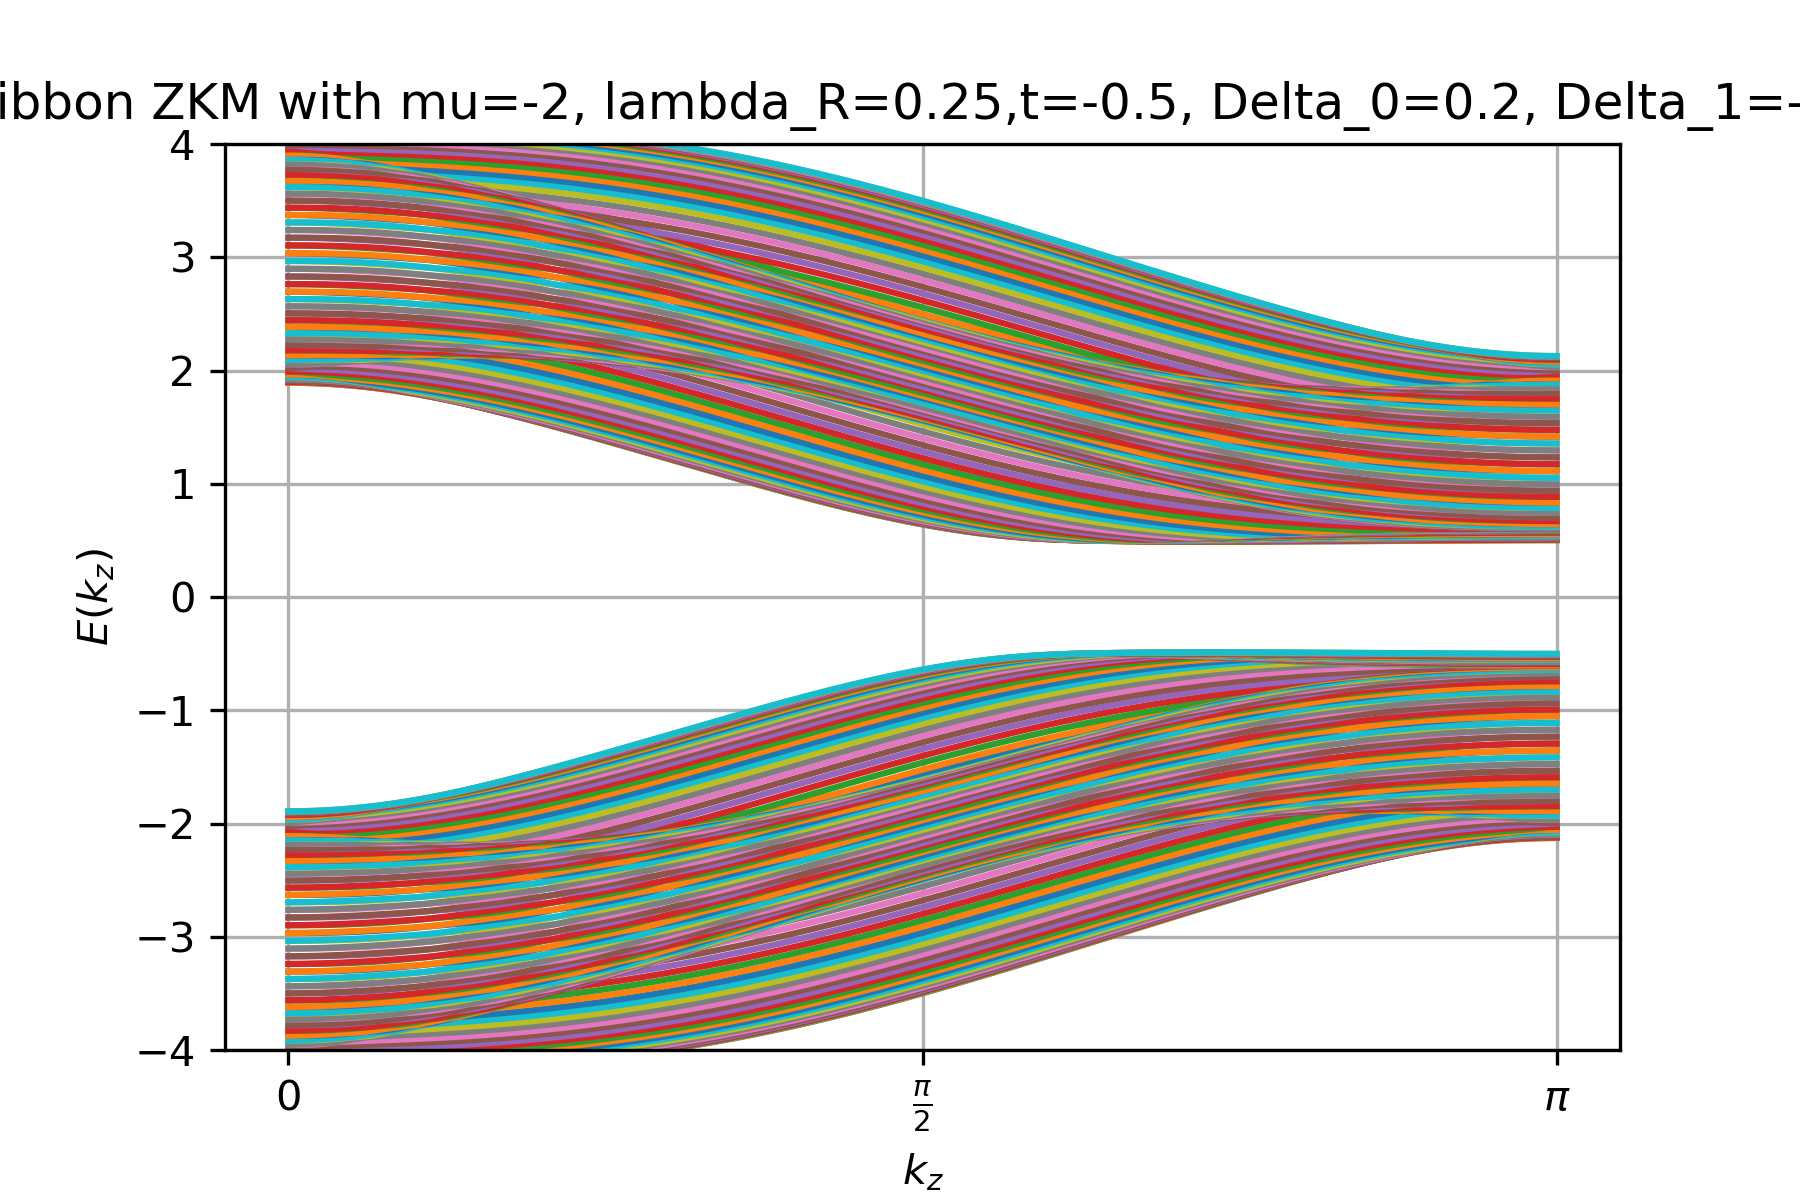 ibbon ZKM with mu=-2, lambda_R=0.25,t=-0.5, Delta_0=0.2, Delta_1=-
4
3
2
1
0
−1
−2
−3
−4
E(k_z)
0
π/2
π
k_z